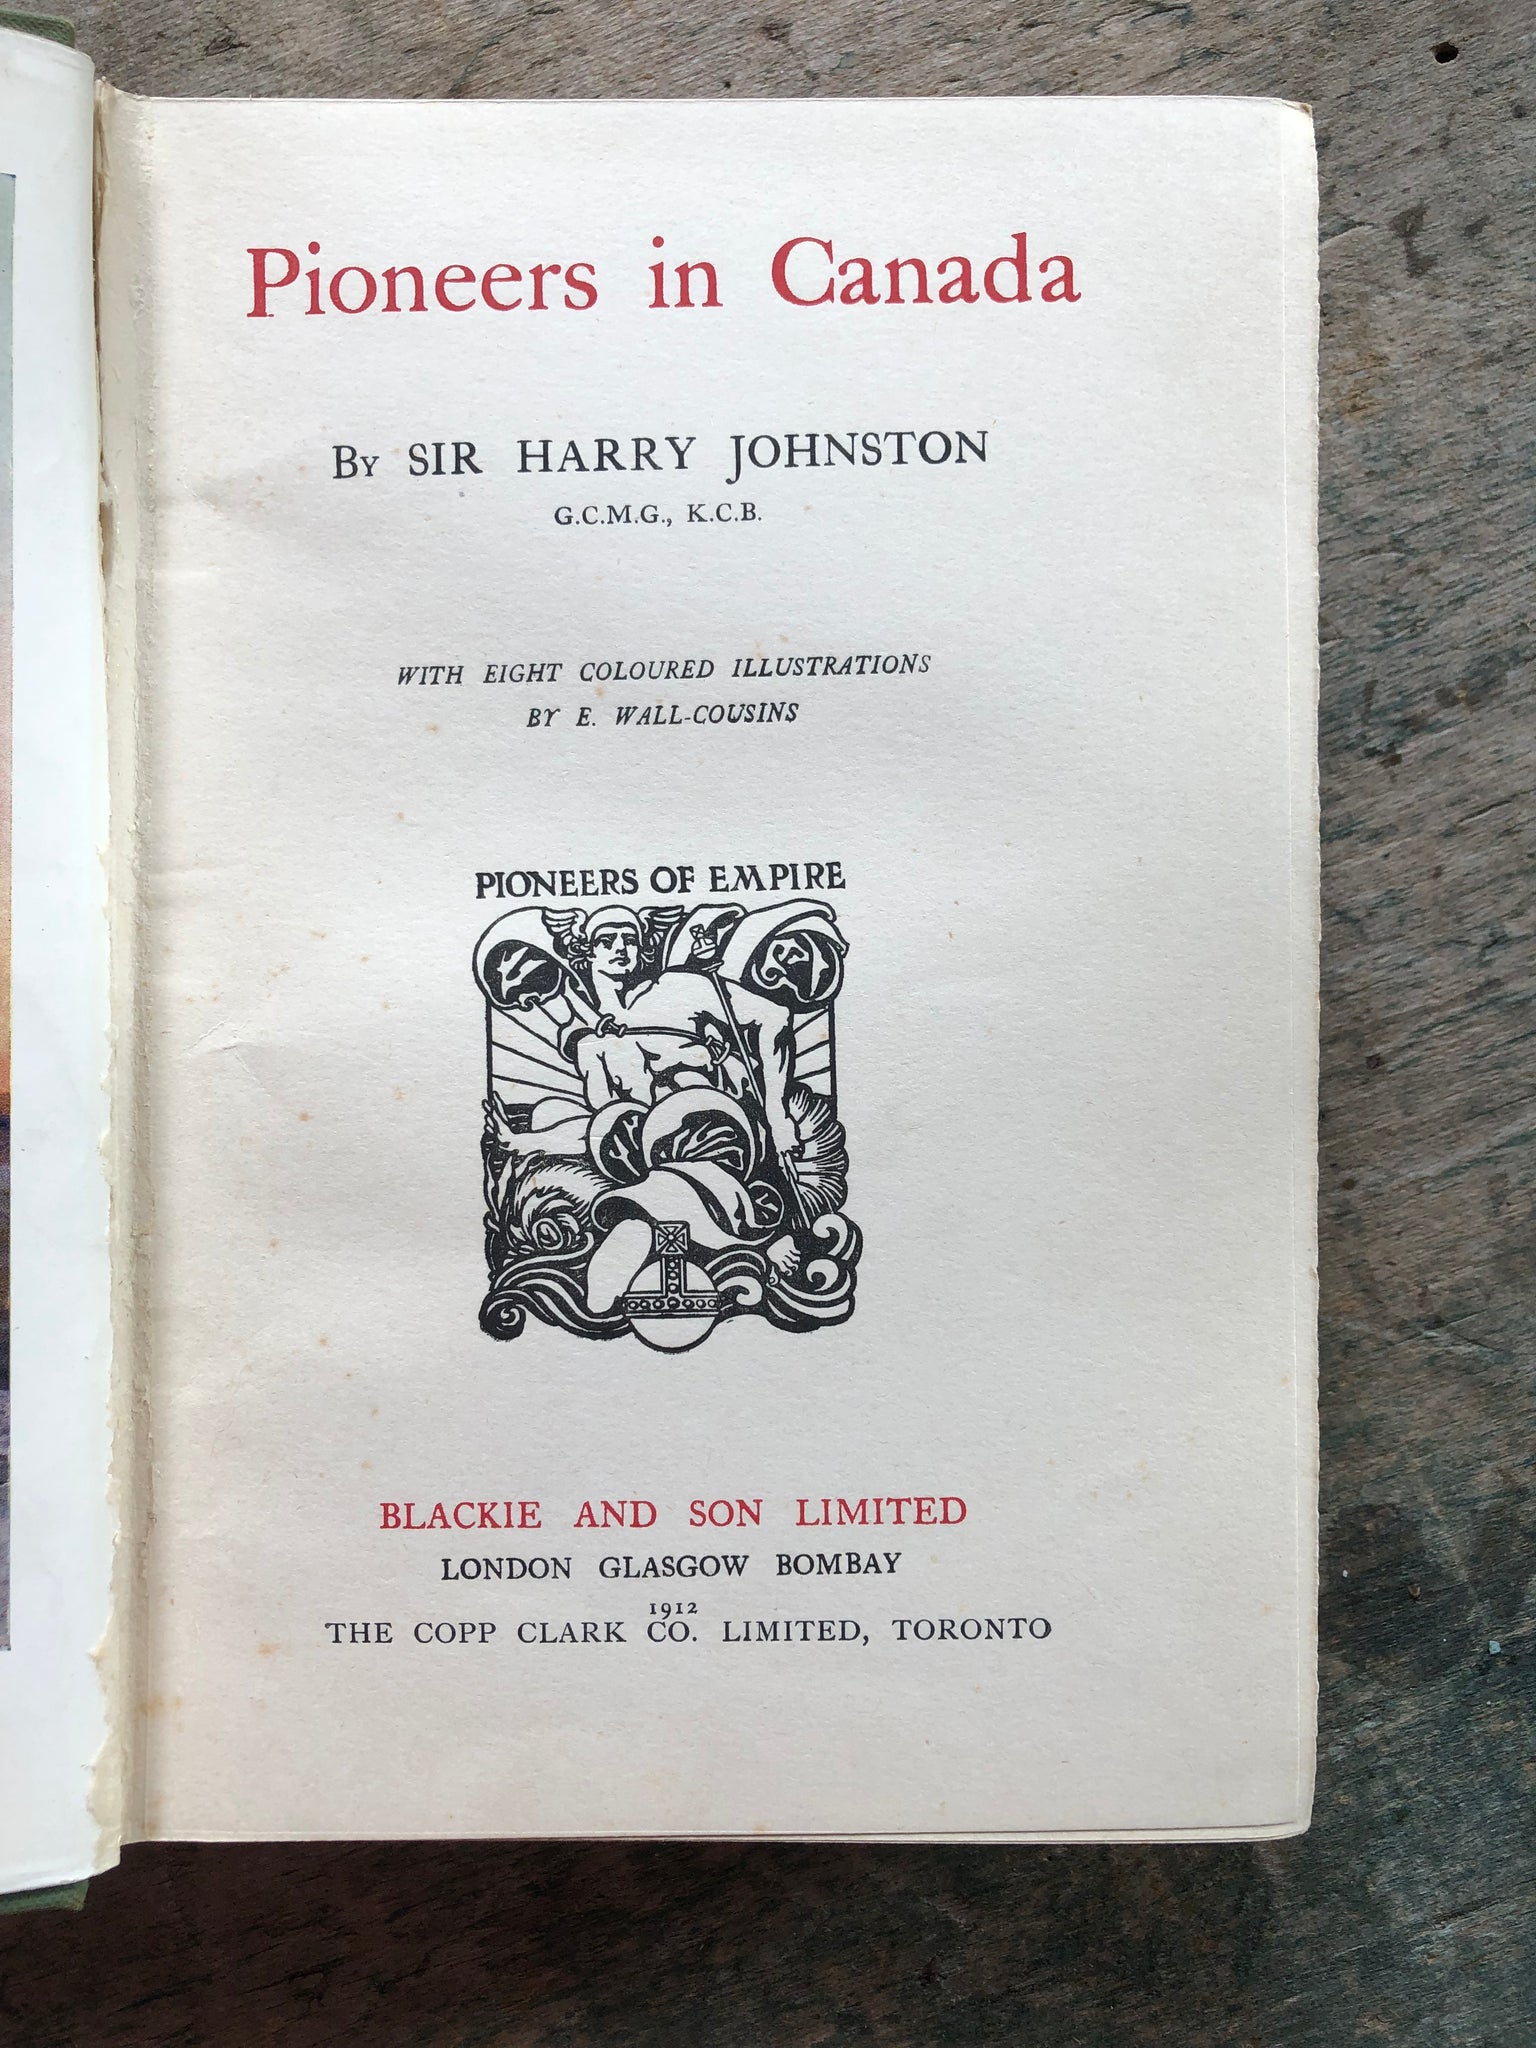 Pioneers in Canada
By SIR HARRY JOHNSTON
G.C.M.G., K.C.B.
WITH EIGHT COLOURED ILLUSTRATIONS
BY E. WALL-COUSINS
PIONEERS OF EMPIRE
BLACKIE AND SON LIMITED
LONDON GLASGOW BOMBAY
1912
THE COPP CLARK CO. LIMITED, TORONTO